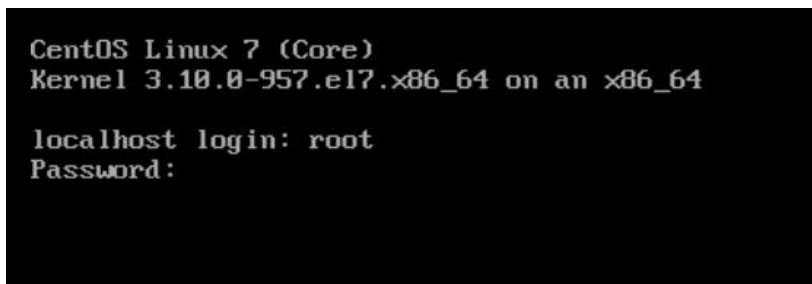 CentOS Linux 7 (Core)
Kernel 3.10.0-957.el7.x86_64 on an x86_64
localhost login: root
Password: